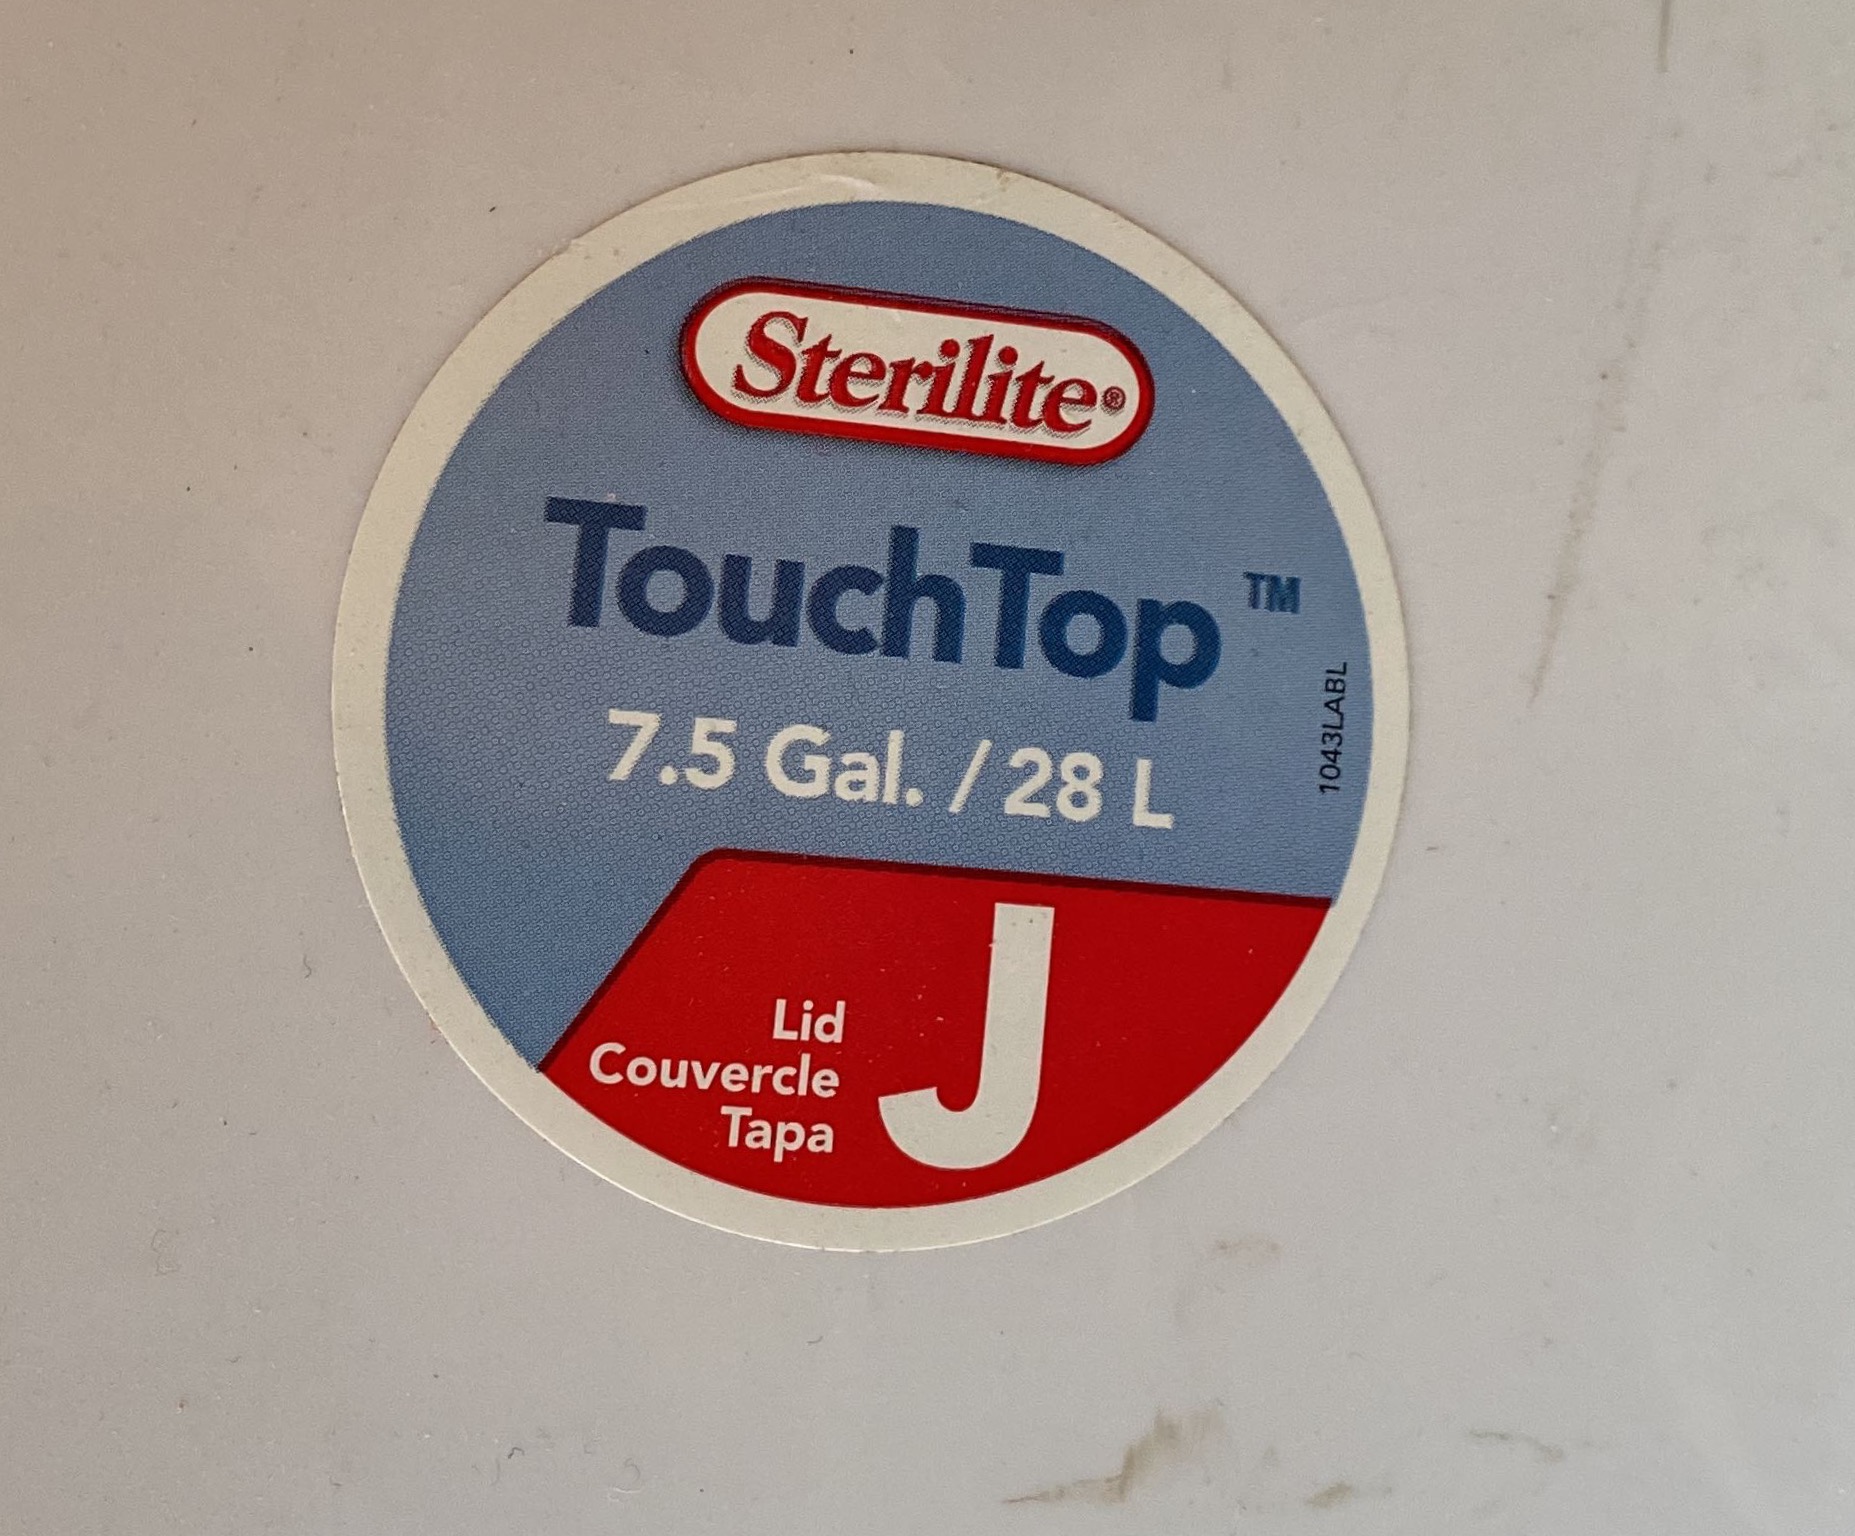 Sterilite®
TouchTop™
7.5 Gal. / 28 L
1043LABL
Lid
Couvercle
Tapa
J